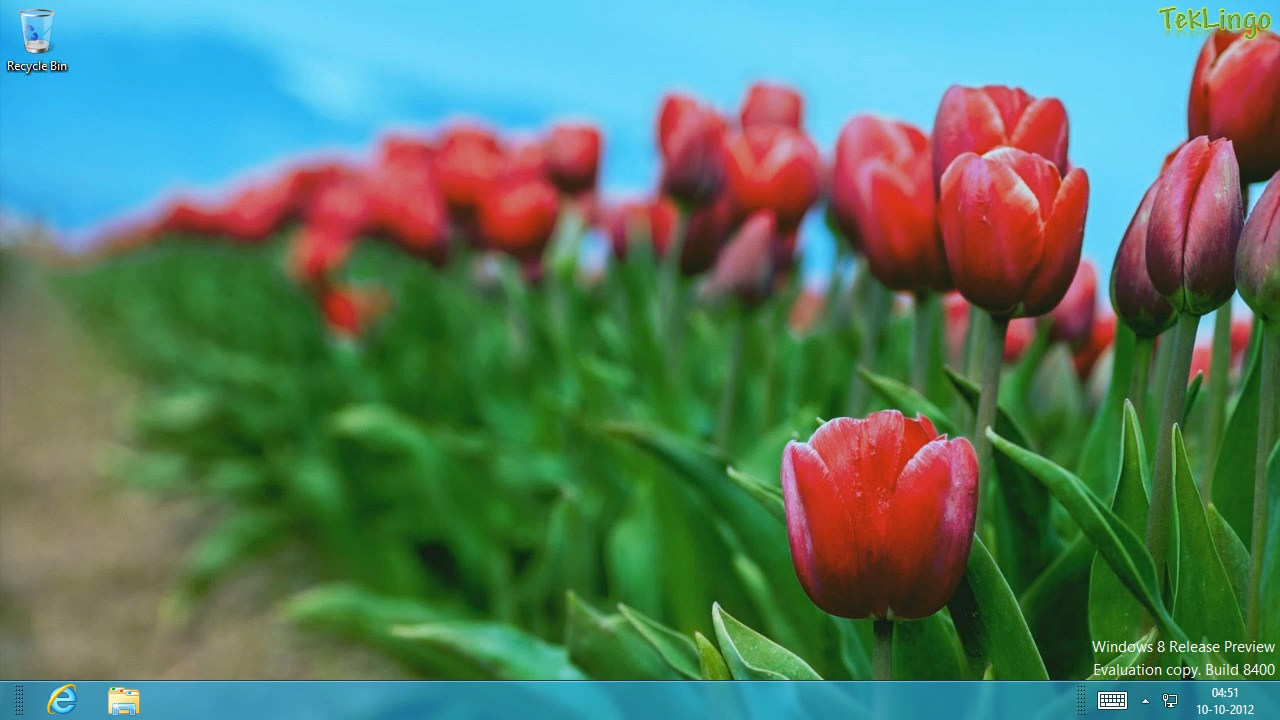 TekLingo
Recycle Bin
Windows 8 Release Preview
Evaluation copy. Build 8400
04:51
10-10-2012